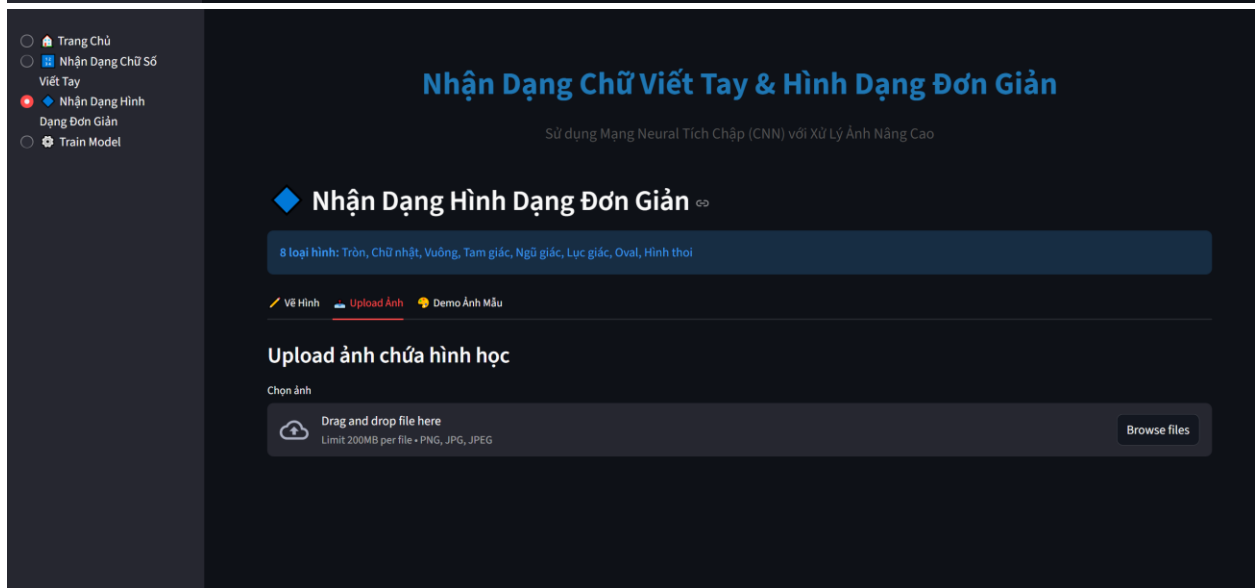 Trang Chủ
Nhận Dạng Chữ Số
Viết Tay
Nhận Dạng Hình
Dạng Đơn Giản
Train Model
Nhận Dạng Chữ Viết Tay & Hình Dạng Đơn Giản
Sử dụng Mạng Neural Tích Chập (CNN) với Xử Lý Ảnh Nâng Cao
Nhận Dạng Hình Dạng Đơn Giản
8 loại hình: Tròn, Chữ nhật, Vuông, Tam giác, Ngũ giác, Lục giác, Oval, Hình thoi
Vẽ Hình Upload Ảnh Demo Ảnh Mẫu
Upload ảnh chứa hình học
Chọn ảnh
Drag and drop file here
Limit 200MB per file • PNG, JPG, JPEG
Browse files